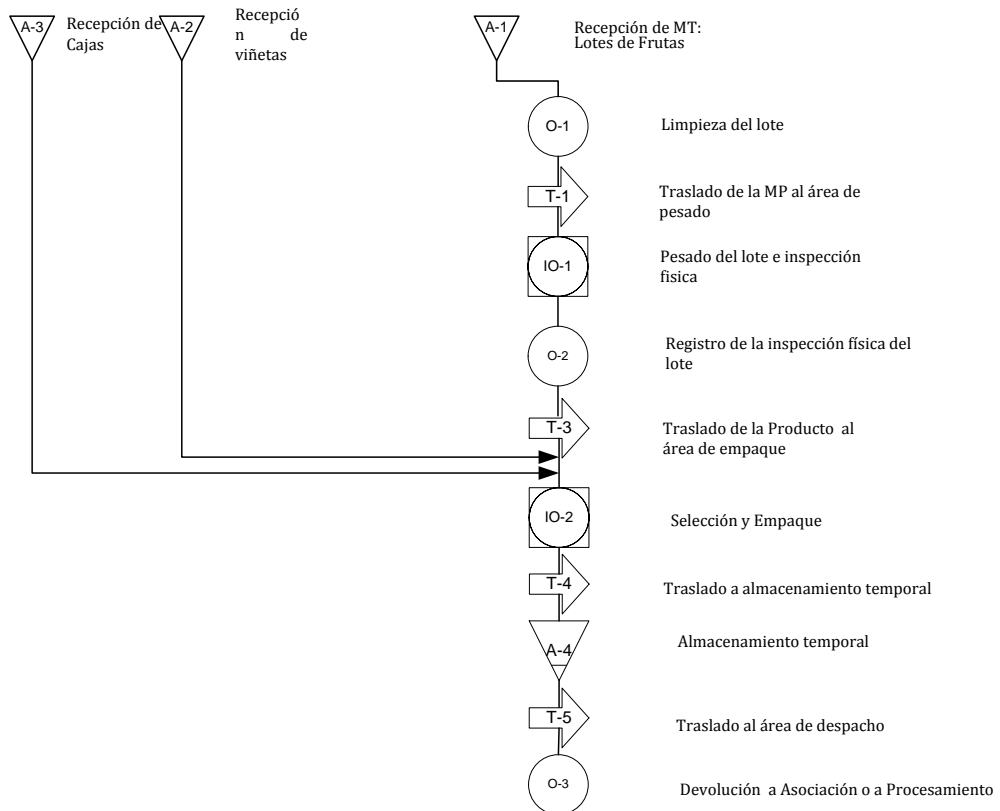 A-3
Recepción de
Cajas
A-2
Recepció
n de
viñetas
A-1
Recepción de MT:
Lotes de Frutas
O-1
Limpieza del lote
T-1
Traslado de la MP al área de
pesado
IO-1
Pesado del lote e inspección
fisica
O-2
Registro de la inspección física del
lote
T-3
Traslado de la Producto al
área de empaque
IO-2
Selección y Empaque
T-4
Traslado a almacenamiento temporal
A-4
Almacenamiento temporal
T-5
Traslado al área de despacho
O-3
Devolución a Asociación o a Procesamiento